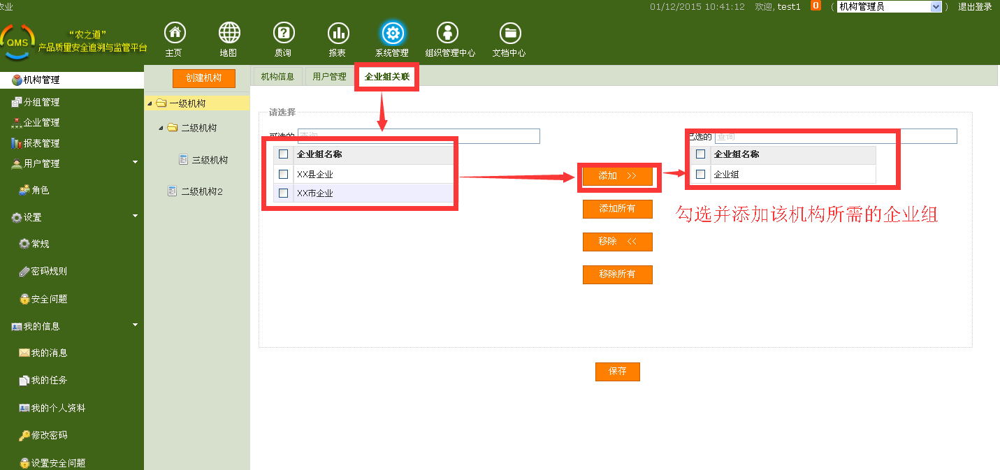 农业
01/12/2015 10:41:12 欢迎, test1 0 ( 机构管理员 ) 退出登录
QMS
“农之道”
产品质量安全追溯与监管平台
主页 地图 质询 报表 系统管理 组织管理中心 文档中心
机构管理
分组管理
企业管理
报表管理
用户管理
角色
设置
常规
密码规则
安全问题
我的信息
我的消息
我的任务
我的个人资料
修改密码
设置安全问题
创建机构
一级机构
二级机构
三级机构
二级机构2
机构信息 用户管理 企业组关联
请选择
可选的 查询
企业组名称
XX县企业
XX市企业
添加 >>
添加所有
移除 <<
移除所有
已选的 查询
企业组名称
企业组
勾选并添加该机构所需的企业组
保存